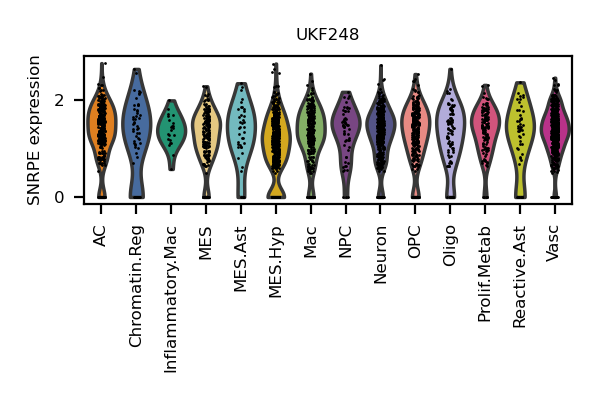 UKF248
SNRPE expression
2
0
AC
Chromatin.Reg
Inflammatory.Mac
MES
MES.Ast
MES.Hyp
Mac
NPC
Neuron
OPC
Oligo
Prolif.Metab
Reactive.Ast
Vasc